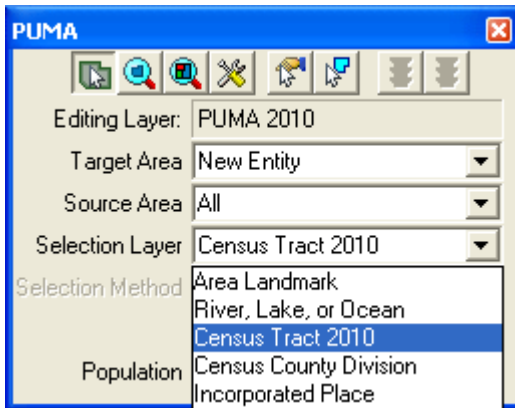 PUMA
Editing Layer: PUMA 2010
Target Area New Entity
Source Area All
Selection Layer Census Tract 2010
Selection Method
Area Landmark
River, Lake, or Ocean
Census Tract 2010
Population Census County Division
Incorporated Place